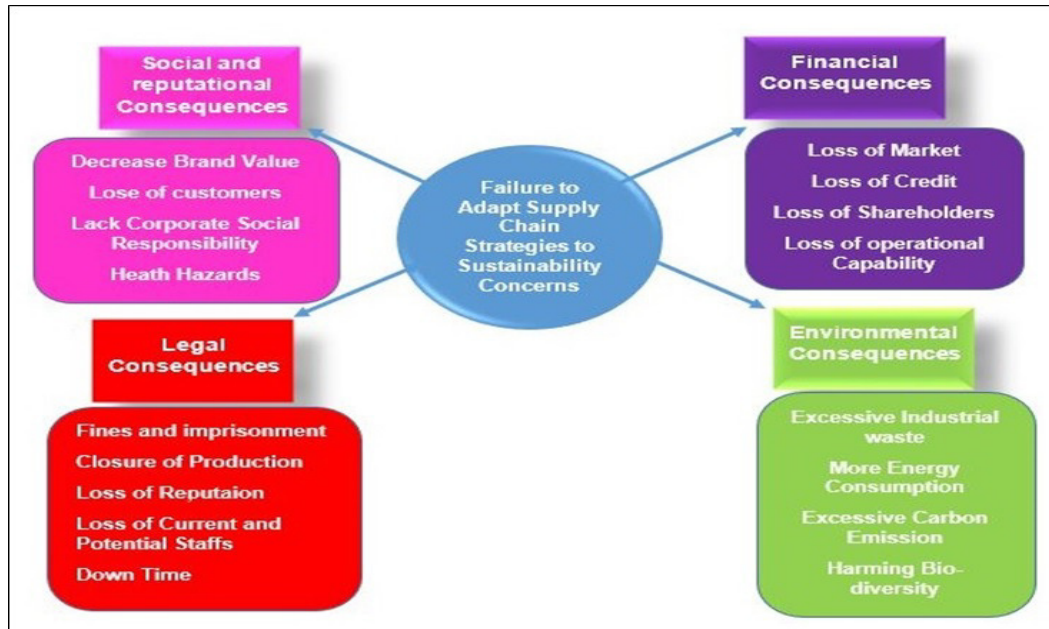 Social and
reputational
Consequences
Decrease Brand Value
Lose of customers
Lack Corporate Social
Responsibility
Heath Hazards
Failure to
Adapt Supply
Chain
Strategies to
Sustainability
Concerns
Financial
Consequences
Loss of Market
Loss of Credit
Loss of Shareholders
Loss of operational
Capability
Legal
Consequences
Fines and imprisonment
Closure of Production
Loss of Reputaion
Loss of Current and
Potential Staffs
Down Time
Environmental
Consequences
Excessive Industrial
waste
More Energy
Consumption
Excessive Carbon
Emission
Harming Bio-
diversity